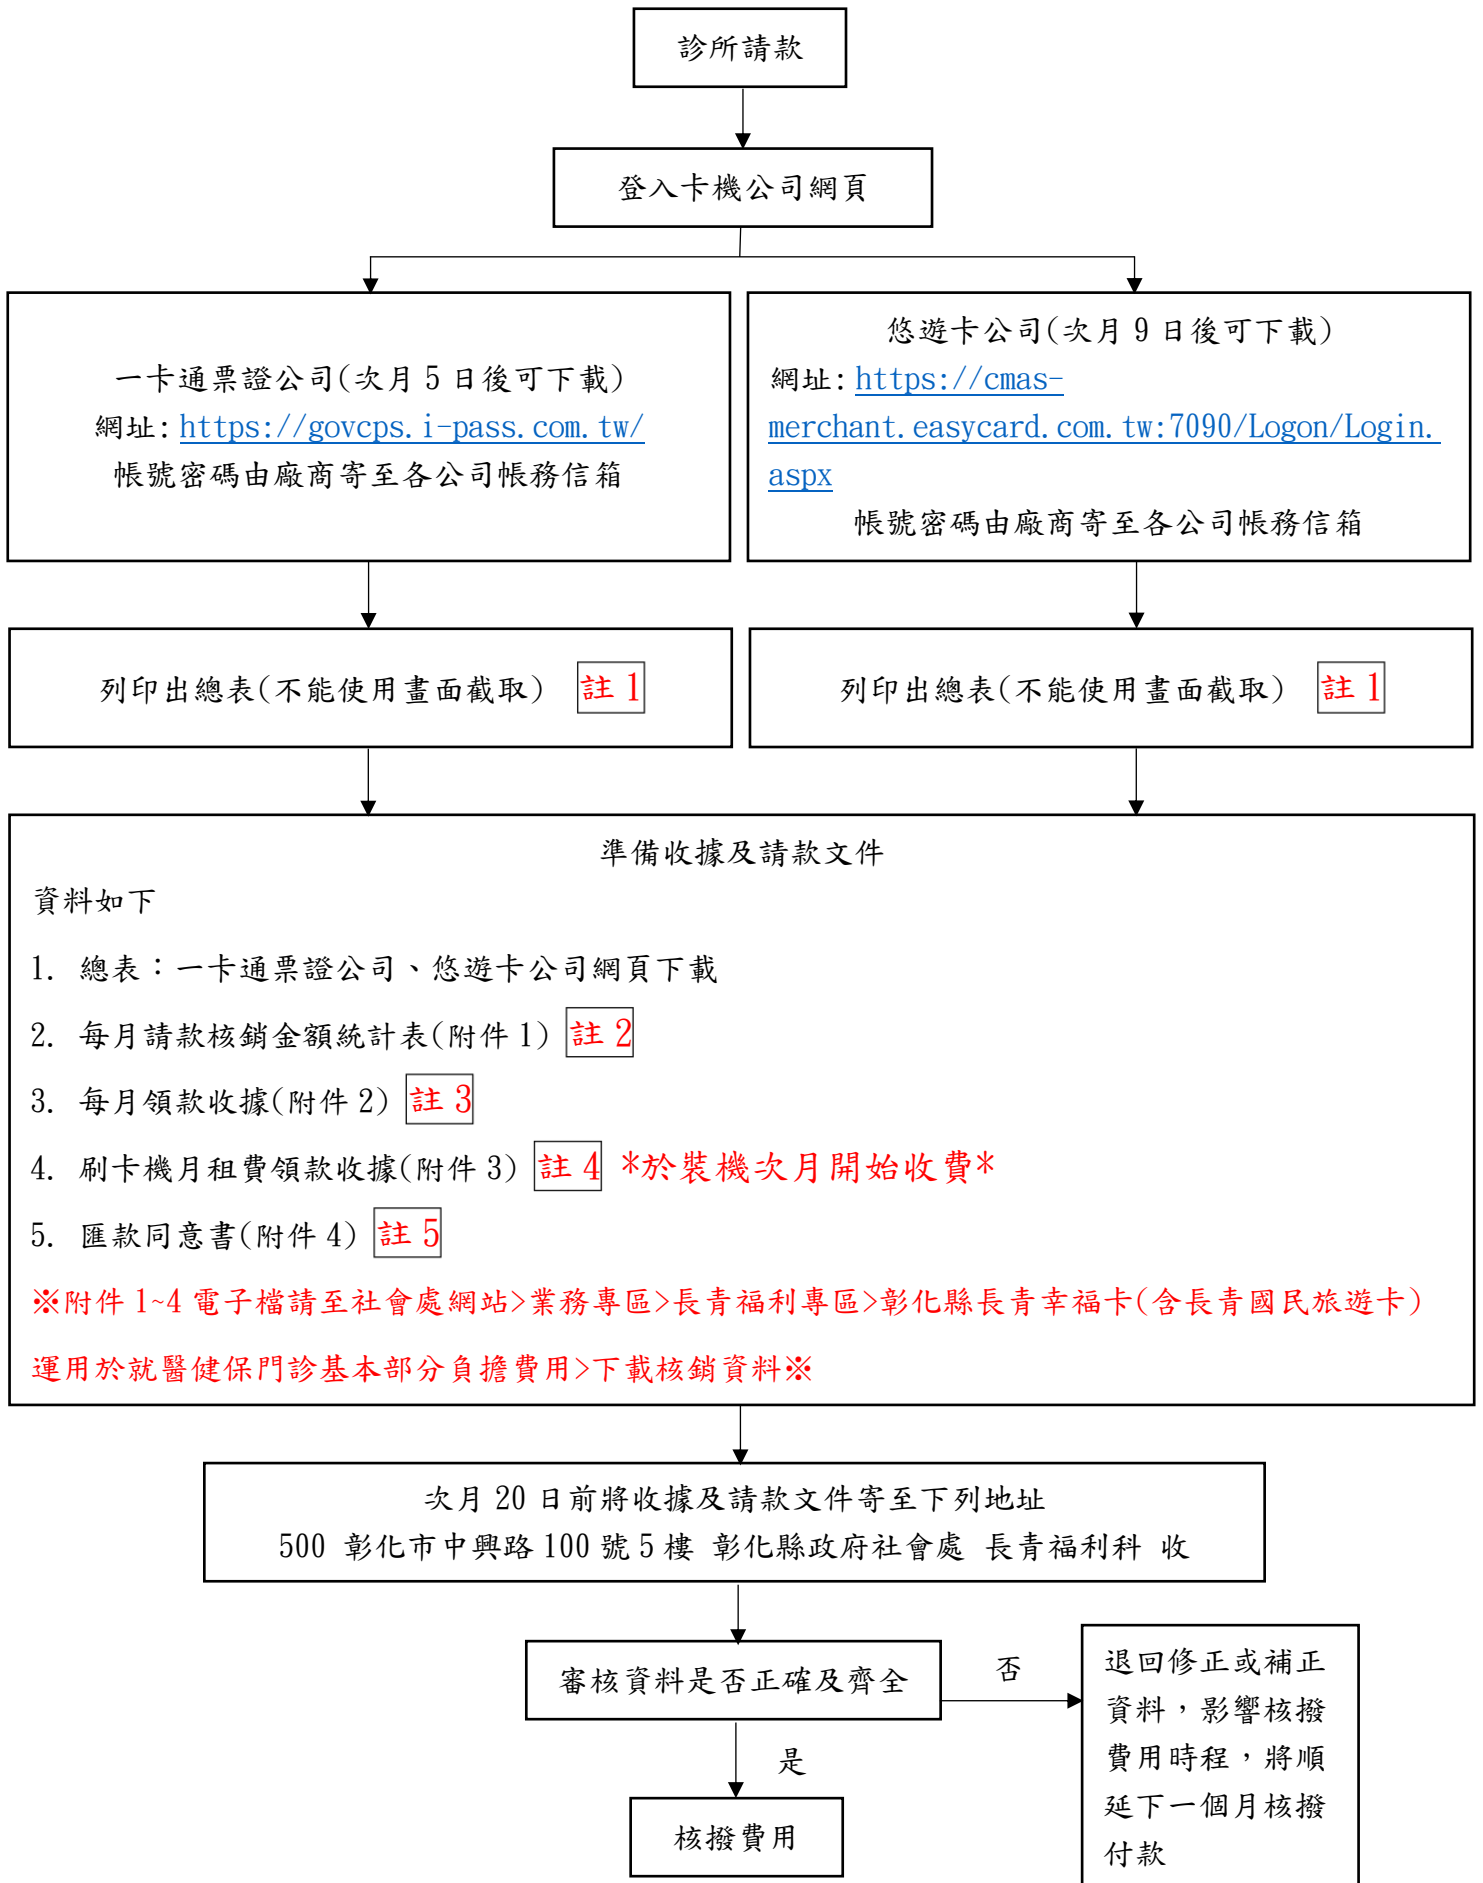 診所請款
登入卡機公司網頁
一卡通票證公司(次月 5 日後可下載)
網址: https://govcps.i-pass.com.tw/
帳號密碼由廠商寄至各公司帳務信箱
悠遊卡公司(次月 9 日後可下載)
網址: https://cmas-
merchant.easycard.com.tw:7090/Logon/Login.
aspx
帳號密碼由廠商寄至各公司帳務信箱
列印出總表(不能使用畫面截取) 註 1
列印出總表(不能使用畫面截取) 註 1
準備收據及請款文件
資料如下
1. 總表：一卡通票證公司、悠遊卡公司網頁下載
2. 每月請款核銷金額統計表(附件 1) 註 2
3. 每月領款收據(附件 2) 註 3
4. 刷卡機月租費領款收據(附件 3) 註 4 *於裝機次月開始收費*
5. 匯款同意書(附件 4) 註 5
※附件 1~4 電子檔請至社會處網站>業務專區>長青福利專區>彰化縣長青幸福卡(含長青國民旅遊卡)
運用於就醫健保門診基本部分負擔費用>下載核銷資料※
次月 20 日前將收據及請款文件寄至下列地址
500 彰化市中興路 100 號 5 樓 彰化縣政府社會處 長青福利科 收
審核資料是否正確及齊全
否
退回修正或補正
資料，影響核撥
費用時程，將順
延下一個月核撥
付款
是
核撥費用